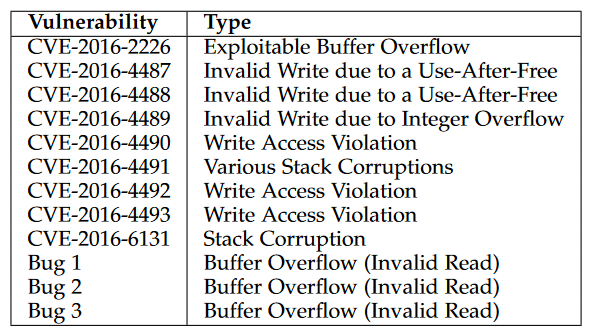 Vulnerability Type
CVE-2016-2226 Exploitable Buffer Overflow
CVE-2016-4487 Invalid Write due to a Use-After-Free
CVE-2016-4488 Invalid Write due to a Use-After-Free
CVE-2016-4489 Invalid Write due to Integer Overflow
CVE-2016-4490 Write Access Violation
CVE-2016-4491 Various Stack Corruptions
CVE-2016-4492 Write Access Violation
CVE-2016-4493 Write Access Violation
CVE-2016-6131 Stack Corruption
Bug 1 Buffer Overflow (Invalid Read)
Bug 2 Buffer Overflow (Invalid Read)
Bug 3 Buffer Overflow (Invalid Read)